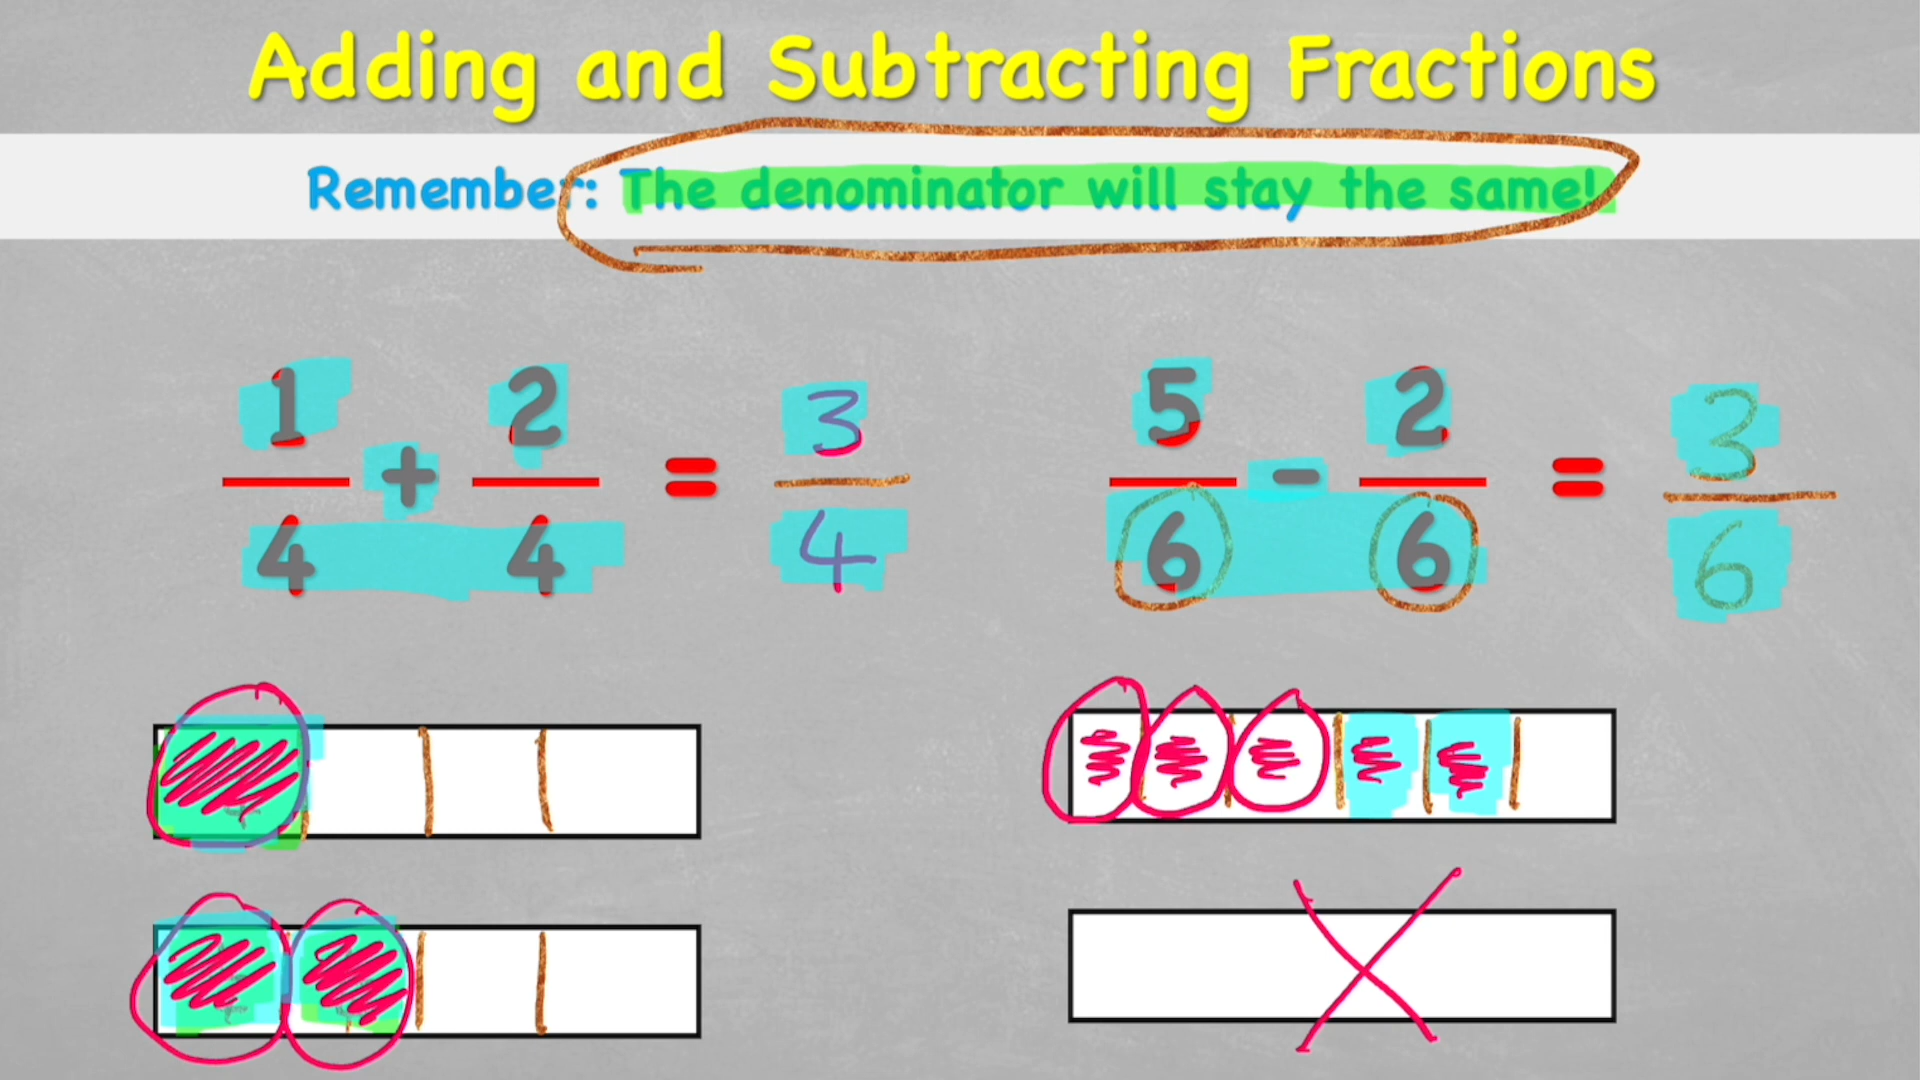 Adding and Subtracting Fractions
Remember: The denominator will stay the same!
1/4 + 2/4 = 3/4
5/6 - 2/6 = 3/6